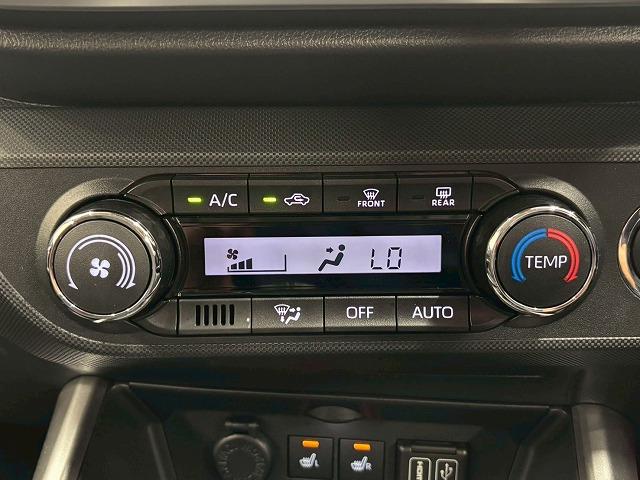 A/C
FRONT
REAR
LO
TEMP
OFF
AUTO
L
R